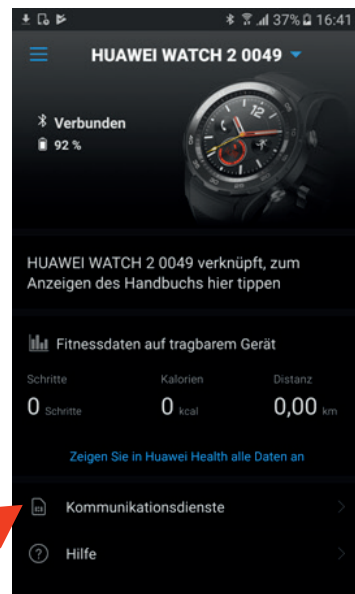 37% 16:41
HUAWEI WATCH 2 0049
Verbunden
92 %
12
HUAWEI WATCH 2 0049 verknüpft, zum
Anzeigen des Handbuchs hier tippen
Fitnessdaten auf tragbarem Gerät
Schritte Kalorien Distanz
0 Schritte 0 kcal 0,00 km
Zeigen Sie in Huawei Health alle Daten an
Kommunikationsdienste
? Hilfe